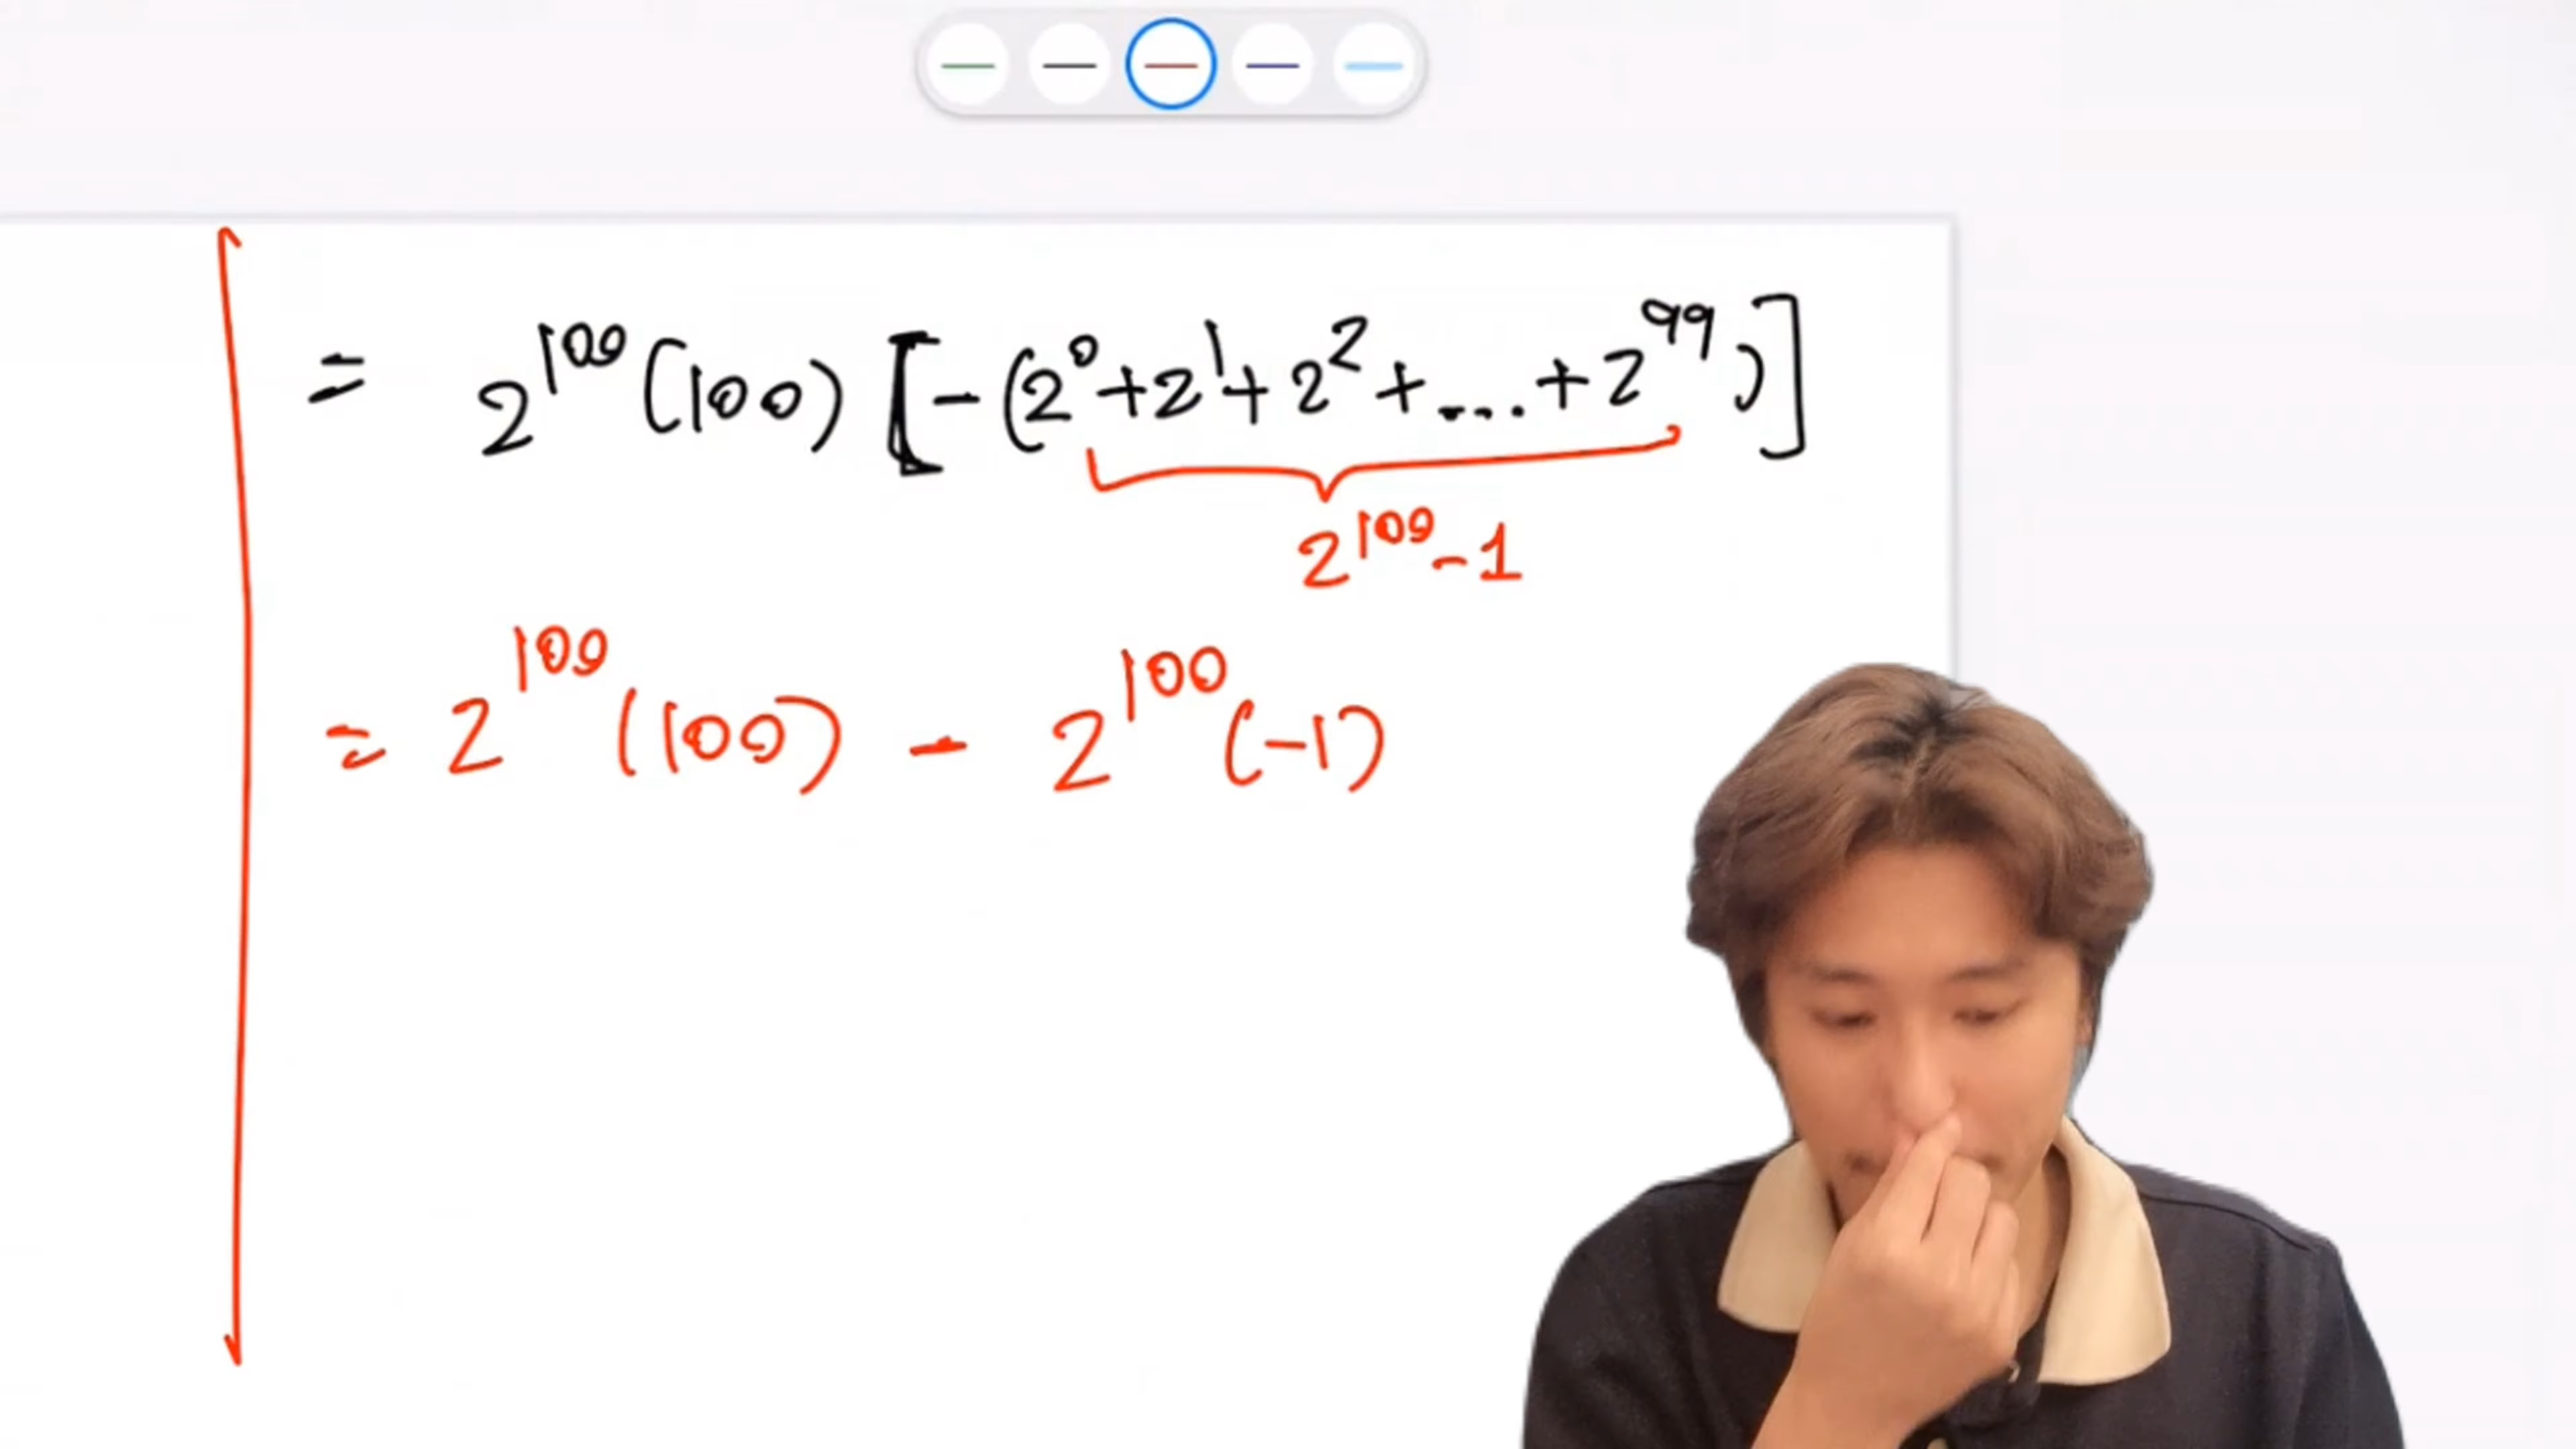 = 2^100 (100) [-(2^0+2^1+2^2+...+2^99)]
2^100-1
= 2^100 (100) - 2^100 (-1)